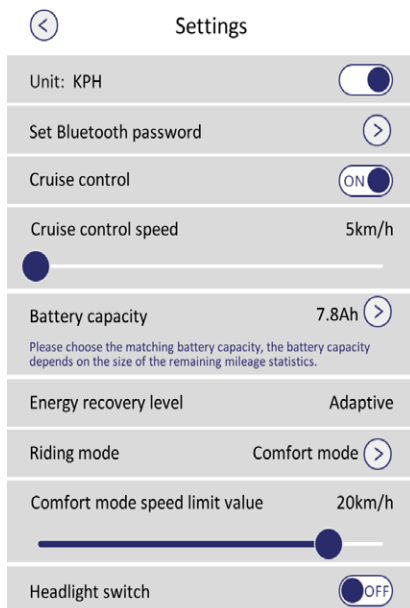 Settings
Unit: KPH
Set Bluetooth password
Cruise control ON
Cruise control speed 5km/h
Battery capacity 7.8Ah
Please choose the matching battery capacity, the battery capacity
depends on the size of the remaining mileage statistics.
Energy recovery level Adaptive
Riding mode Comfort mode
Comfort mode speed limit value 20km/h
Headlight switch OFF